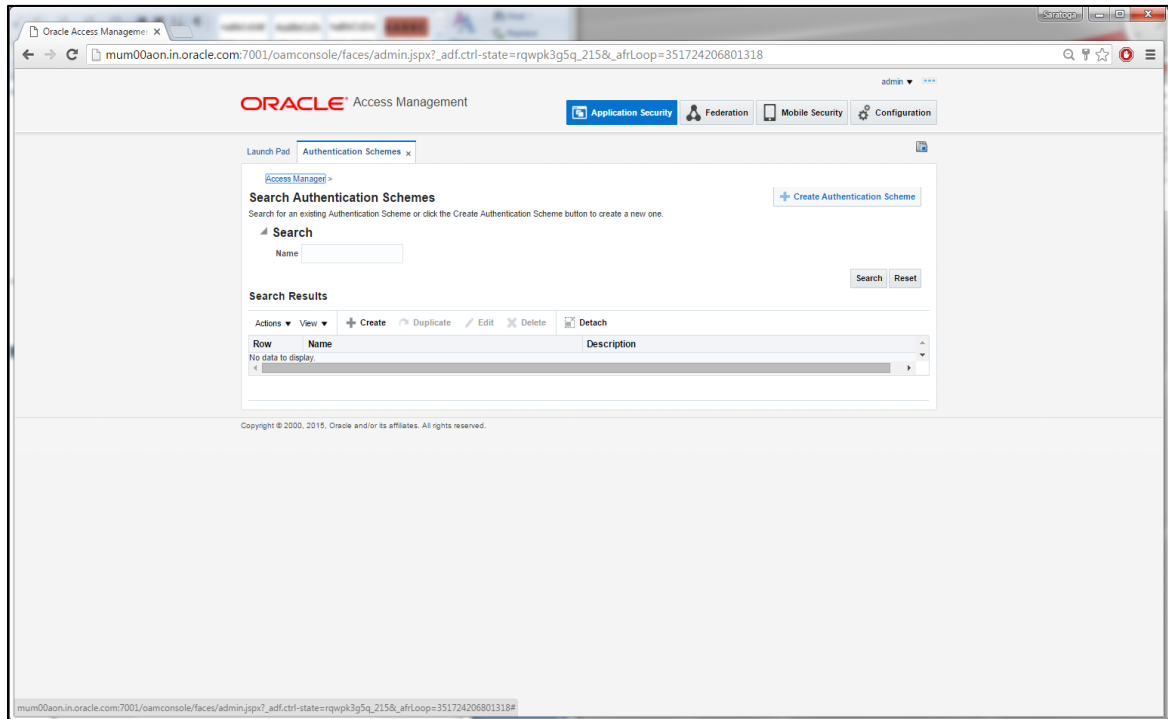 Saratoga
Oracle Access Manageme
mum00aon.in.oracle.com:7001/oamconsole/faces/admin.jspx?_adf.ctrl-state=rqwpk3g5q_215&_afrLoop=351724206801318
admin
ORACLE Access Management
Application Security Federation Mobile Security Configuration
Launch Pad Authentication Schemes x
Access Manager >
Search Authentication Schemes
Create Authentication Scheme
Search for an existing Authentication Scheme or click the Create Authentication Scheme button to create a new one.
Search
Name
Search Reset
Search Results
Actions View Create Duplicate Edit Delete Detach
Row Name Description
No data to display.
Copyright © 2000, 2015, Oracle and/or its affiliates. All rights reserved.
mum00aon.in.oracle.com:7001/oamconsole/faces/admin.jspx?_adf.ctrl-state=rqwpk3g5q_215&_afrLoop=351724206801318#